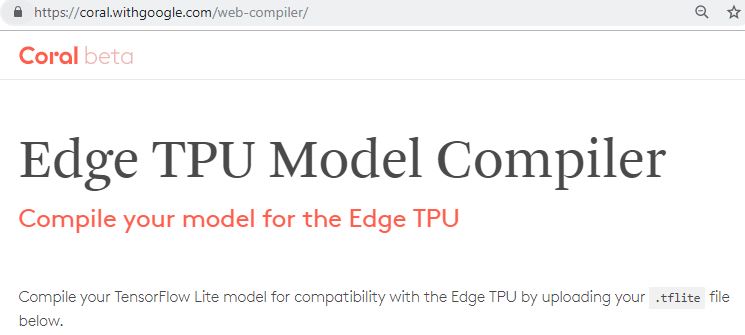 https://coral.withgoogle.com/web-compiler/
Coral beta
Edge TPU Model Compiler
Compile your model for the Edge TPU
Compile your TensorFlow Lite model for compatibility with the Edge TPU by uploading your .tflite file
below.